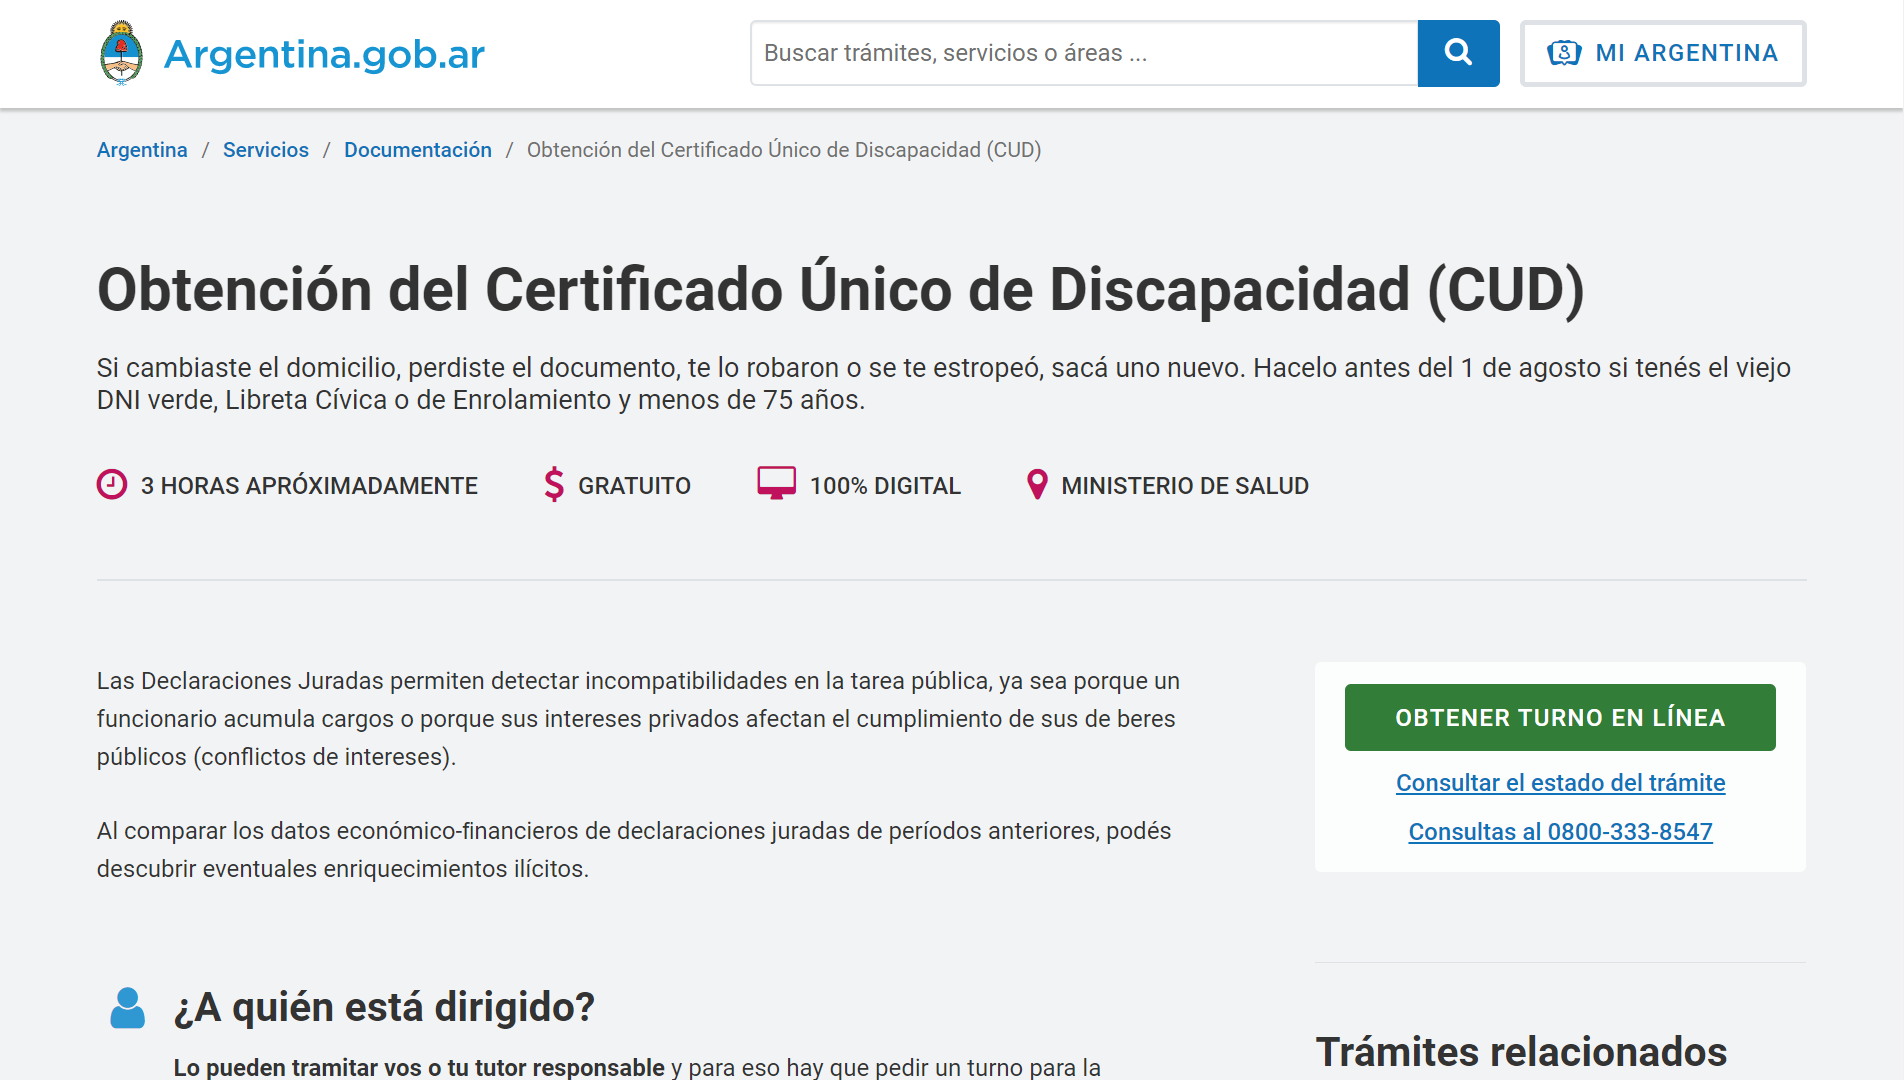 Argentina.gob.ar
Buscar trámites, servicios o áreas ...
MI ARGENTINA
Argentina / Servicios / Documentación / Obtención del Certificado Único de Discapacidad (CUD)
Obtención del Certificado Único de Discapacidad (CUD)
Si cambiaste el domicilio, perdiste el documento, te lo robaron o se te estropeó, sacá uno nuevo. Hacelo antes del 1 de agosto si tenés el viejo
DNI verde, Libreta Cívica o de Enrolamiento y menos de 75 años.
3 HORAS APRÓXIMADAMENTE
GRATUITO
100% DIGITAL
MINISTERIO DE SALUD
Las Declaraciones Juradas permiten detectar incompatibilidades en la tarea pública, ya sea porque un
funcionario acumula cargos o porque sus intereses privados afectan el cumplimiento de sus de beres
públicos (conflictos de intereses).
Al comparar los datos económico-financieros de declaraciones juradas de períodos anteriores, podés
descubrir eventuales enriquecimientos ilícitos.
¿A quién está dirigido?
Lo pueden tramitar vos o tu tutor responsable y para eso hay que pedir un turno para la
OBTENER TURNO EN LÍNEA
Consultar el estado del trámite
Consultas al 0800-333-8547
Trámites relacionados